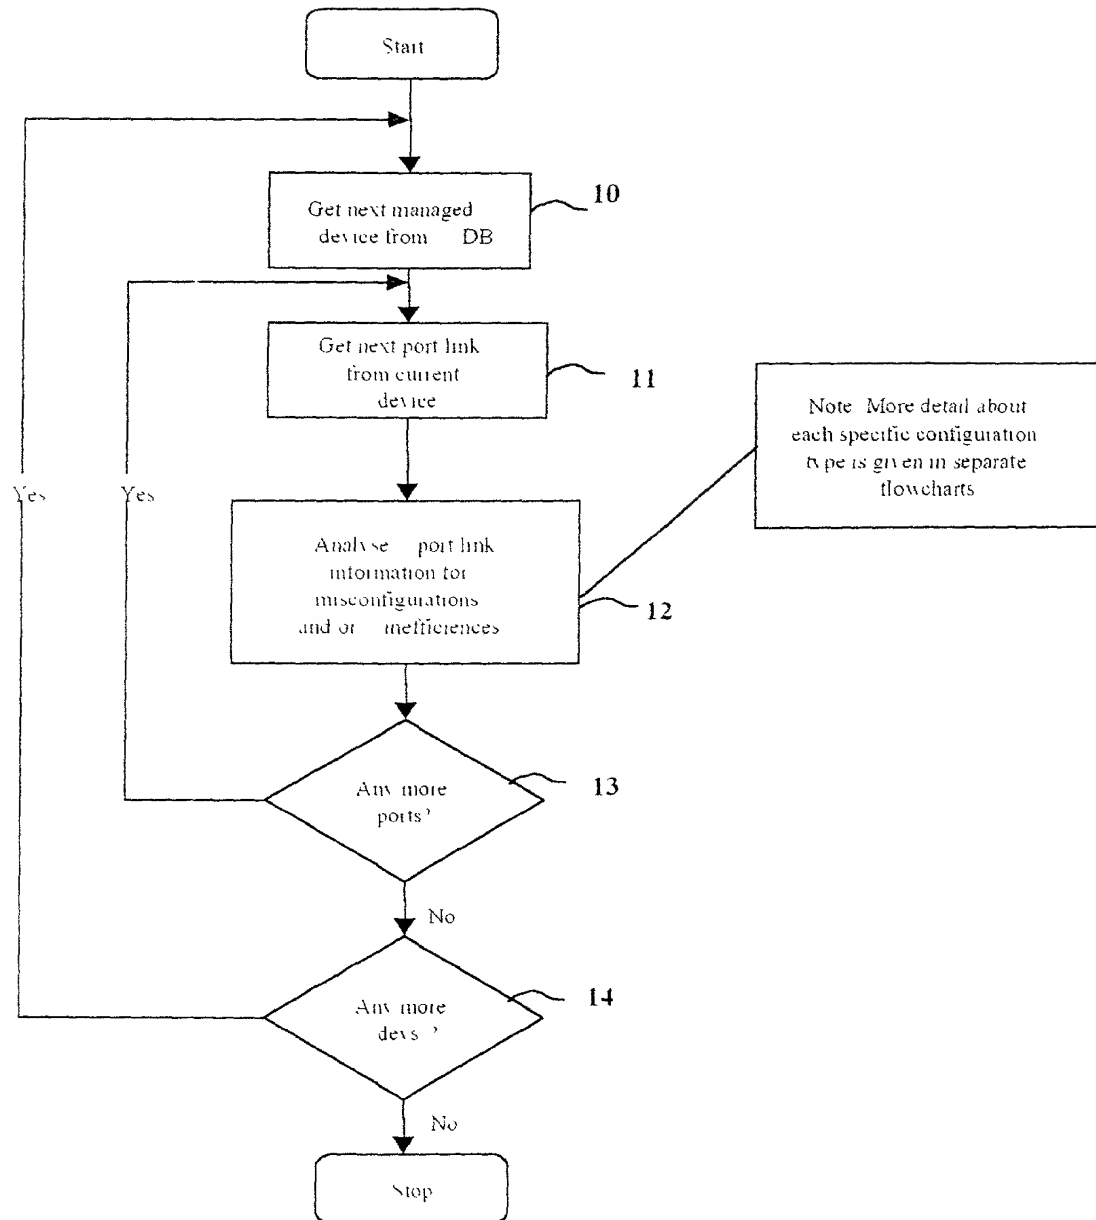 Start
Get next managed
device from DB
10
Get next port link
from current
device
11
Note More detail about
each specific configuration
type is given in separate
flowcharts
Yes
Yes
Analyse port link
information for
misconfigurations
and or inefficiences
12
Any more
ports?
13
No
Any more
devs ?
14
No
Stop